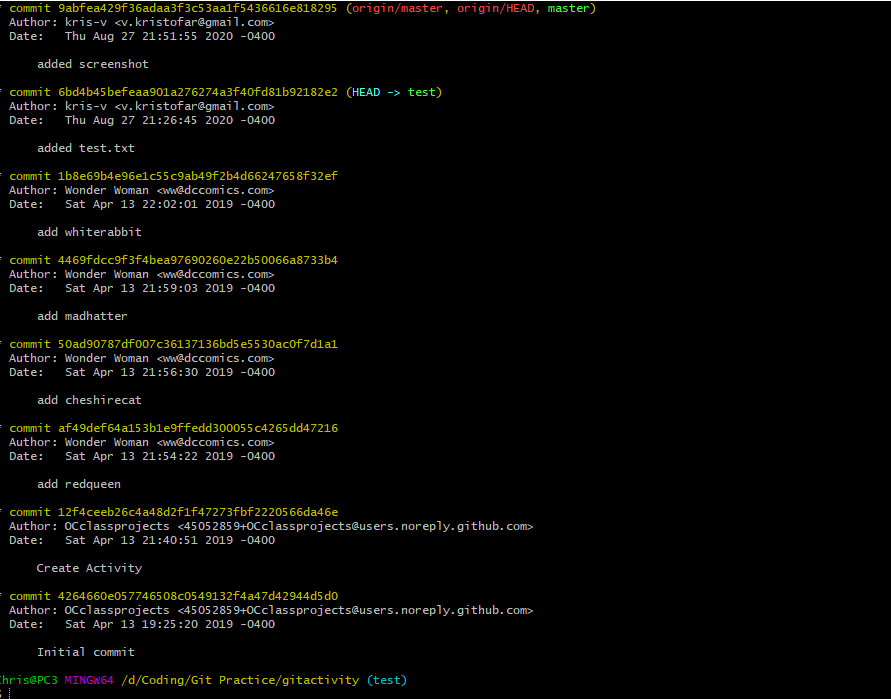 * commit 9abfea429f36adaa3f3c53aa1f5436616e818295 (origin/master, origin/HEAD, master)
Author: kris-v <v.kristofar@gmail.com>
Date:   Thu Aug 27 21:51:55 2020 -0400
added screenshot
* commit 6bd4b45befeaa901a276274a3f40fd81b92182e2 (HEAD -> test)
Author: kris-v <v.kristofar@gmail.com>
Date:   Thu Aug 27 21:26:45 2020 -0400
added test.txt
* commit 1b8e69b4e96e1c55c9ab49f2b4d66247658f32ef
Author: Wonder Woman <ww@dccomics.com>
Date:   Sat Apr 13 22:02:01 2019 -0400
add whiterabbit
* commit 4469fdcc9f3f4bea97690260e22b50066a8733b4
Author: Wonder Woman <ww@dccomics.com>
Date:   Sat Apr 13 21:59:03 2019 -0400
add madhatter
* commit 50ad90787df007c36137136bd5e5530ac0f7d1a1
Author: Wonder Woman <ww@dccomics.com>
Date:   Sat Apr 13 21:56:30 2019 -0400
add cheshirecat
* commit af49def64a153b1e9ffedd300055c4265dd47216
Author: Wonder Woman <ww@dccomics.com>
Date:   Sat Apr 13 21:54:22 2019 -0400
add redqueen
* commit 12f4ceeb26c4a48d2f1f47273fbf2220566da46e
Author: OCclassprojects <45052859+OCclassprojects@users.noreply.github.com>
Date:   Sat Apr 13 21:40:51 2019 -0400
Create Activity
* commit 4264660e057746508c0549132f4a47d42944d5d0
Author: OCclassprojects <45052859+OCclassprojects@users.noreply.github.com>
Date:   Sat Apr 13 19:25:20 2019 -0400
Initial commit
Chris@PC3 MINGW64 /d/Coding/Git Practice/gitactivity (test)
$